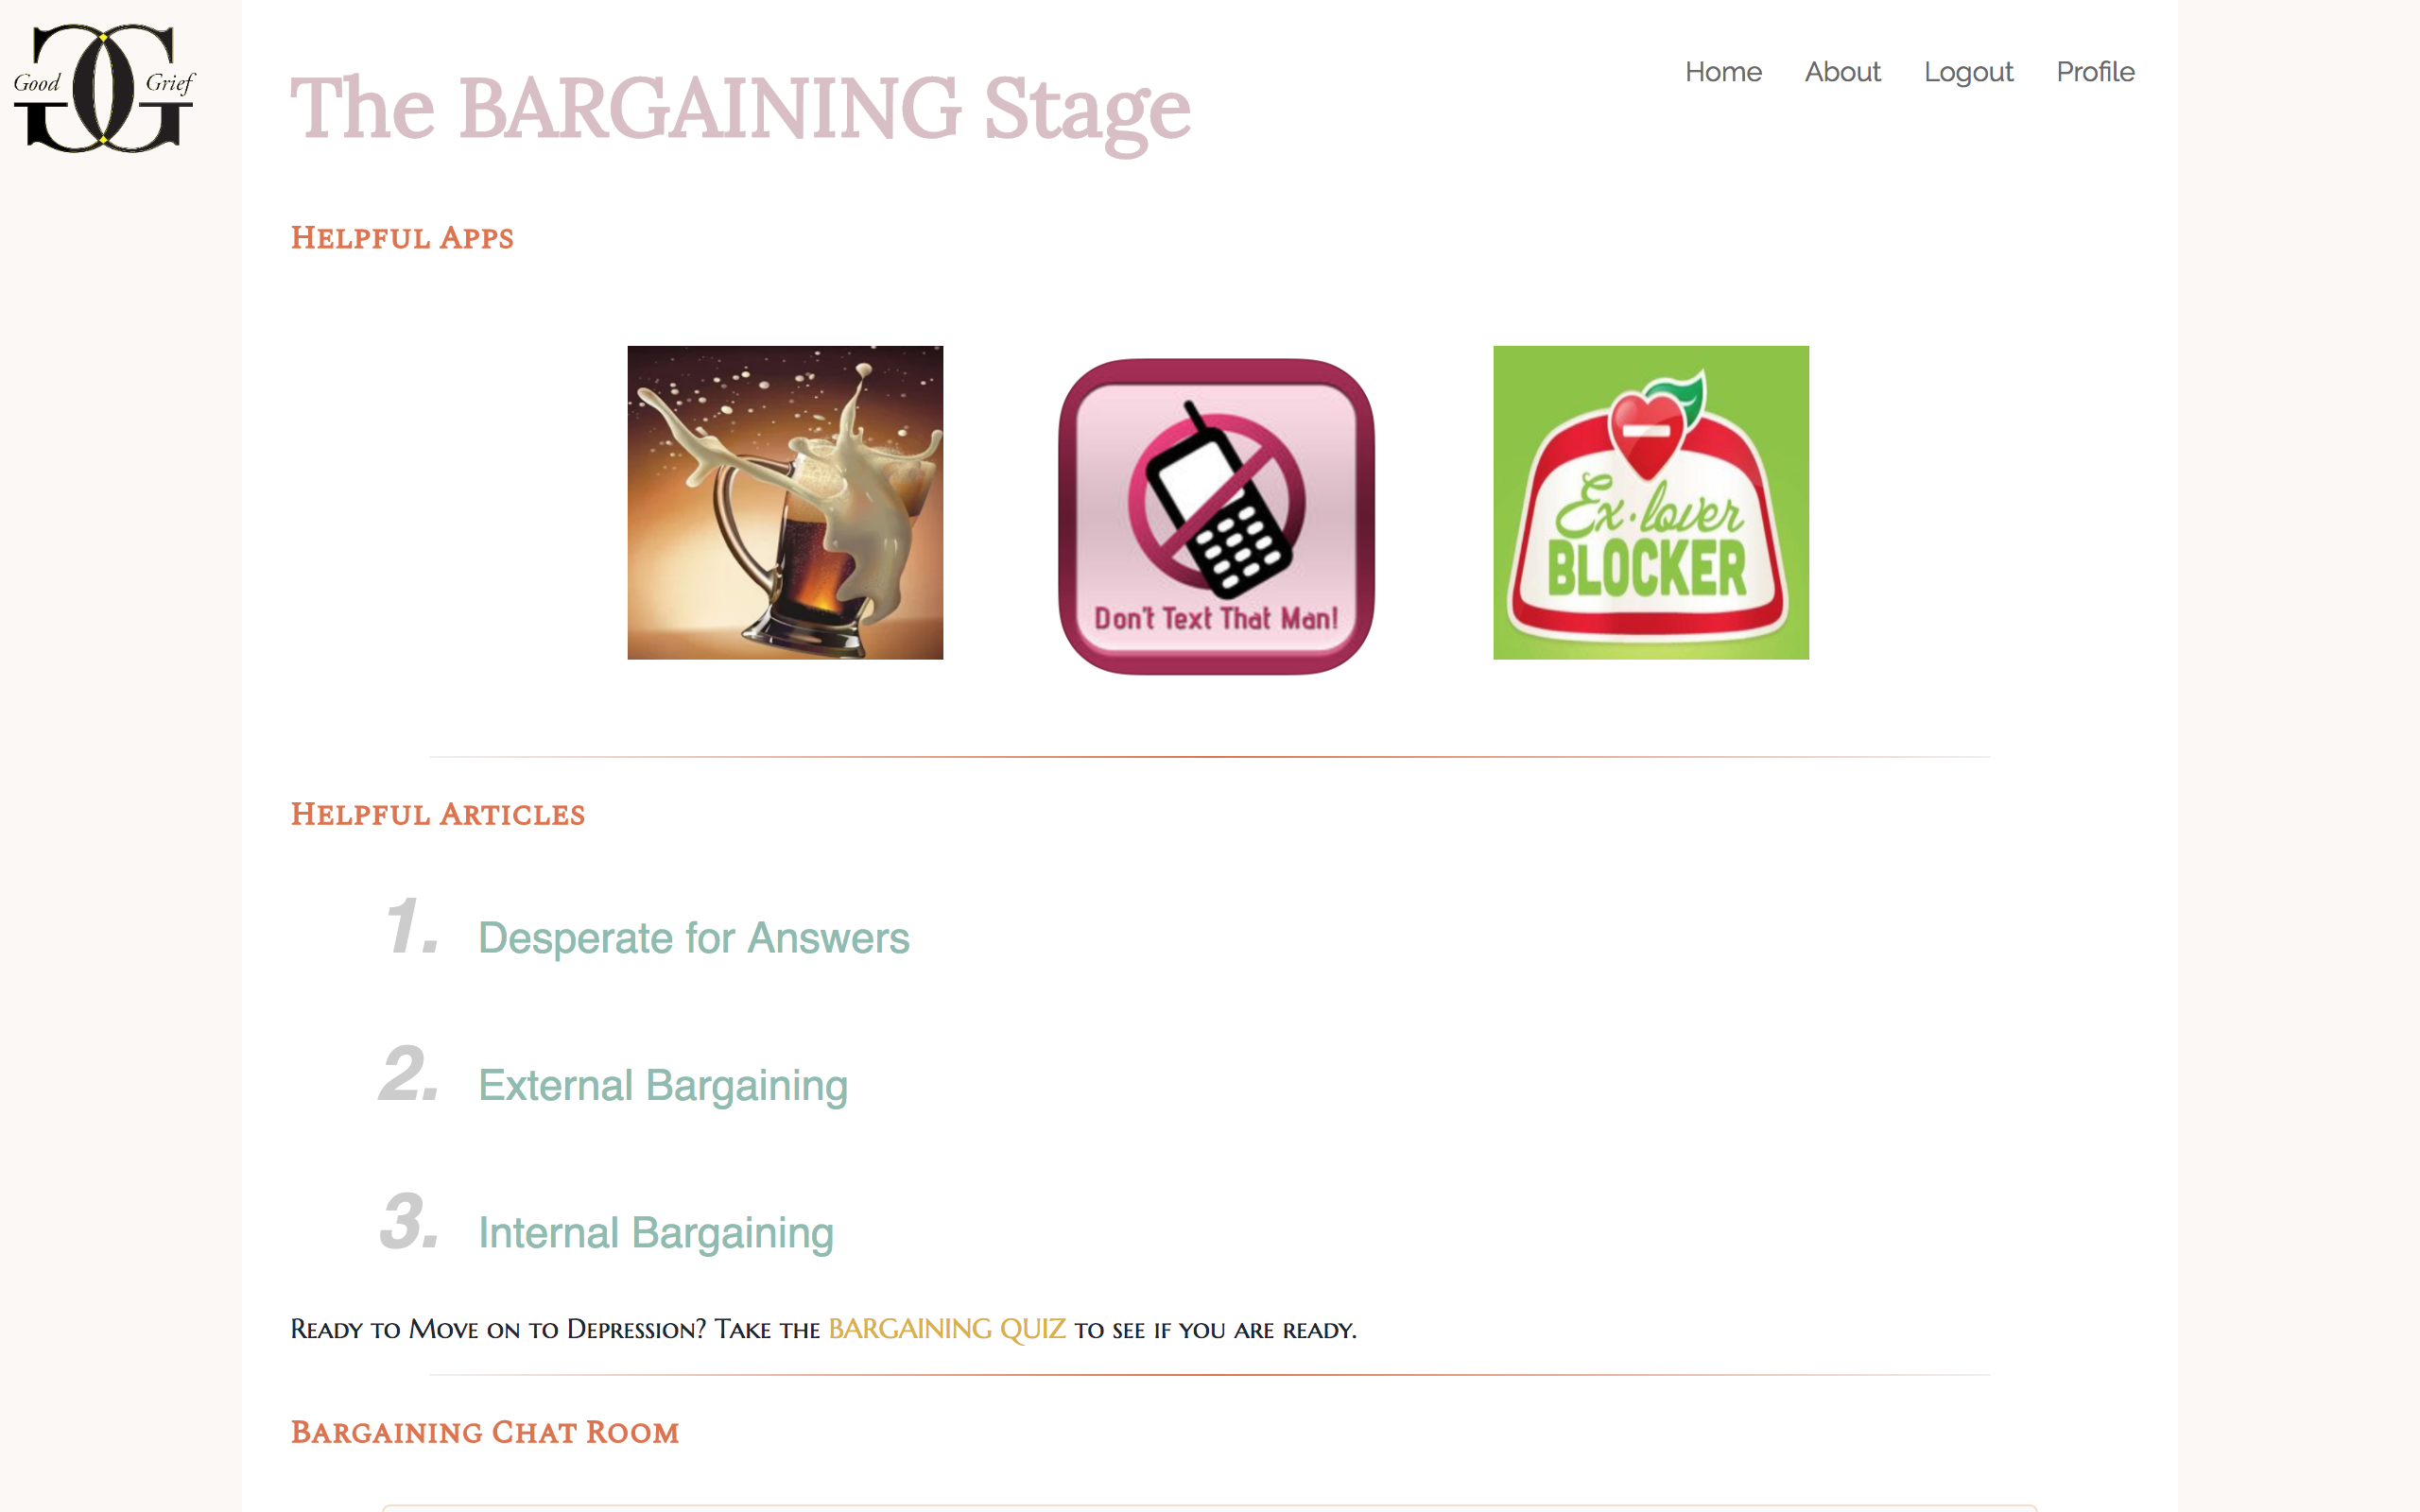 Good Grief
Home About Logout Profile
The BARGAINING Stage
Helpful Apps
Don't Text That Man!
Ex·lover
BLOCKER
Helpful Articles
1. Desperate for Answers
2. External Bargaining
3. Internal Bargaining
Ready to Move on to Depression? Take the BARGAINING QUIZ to see if you are ready.
Bargaining Chat Room